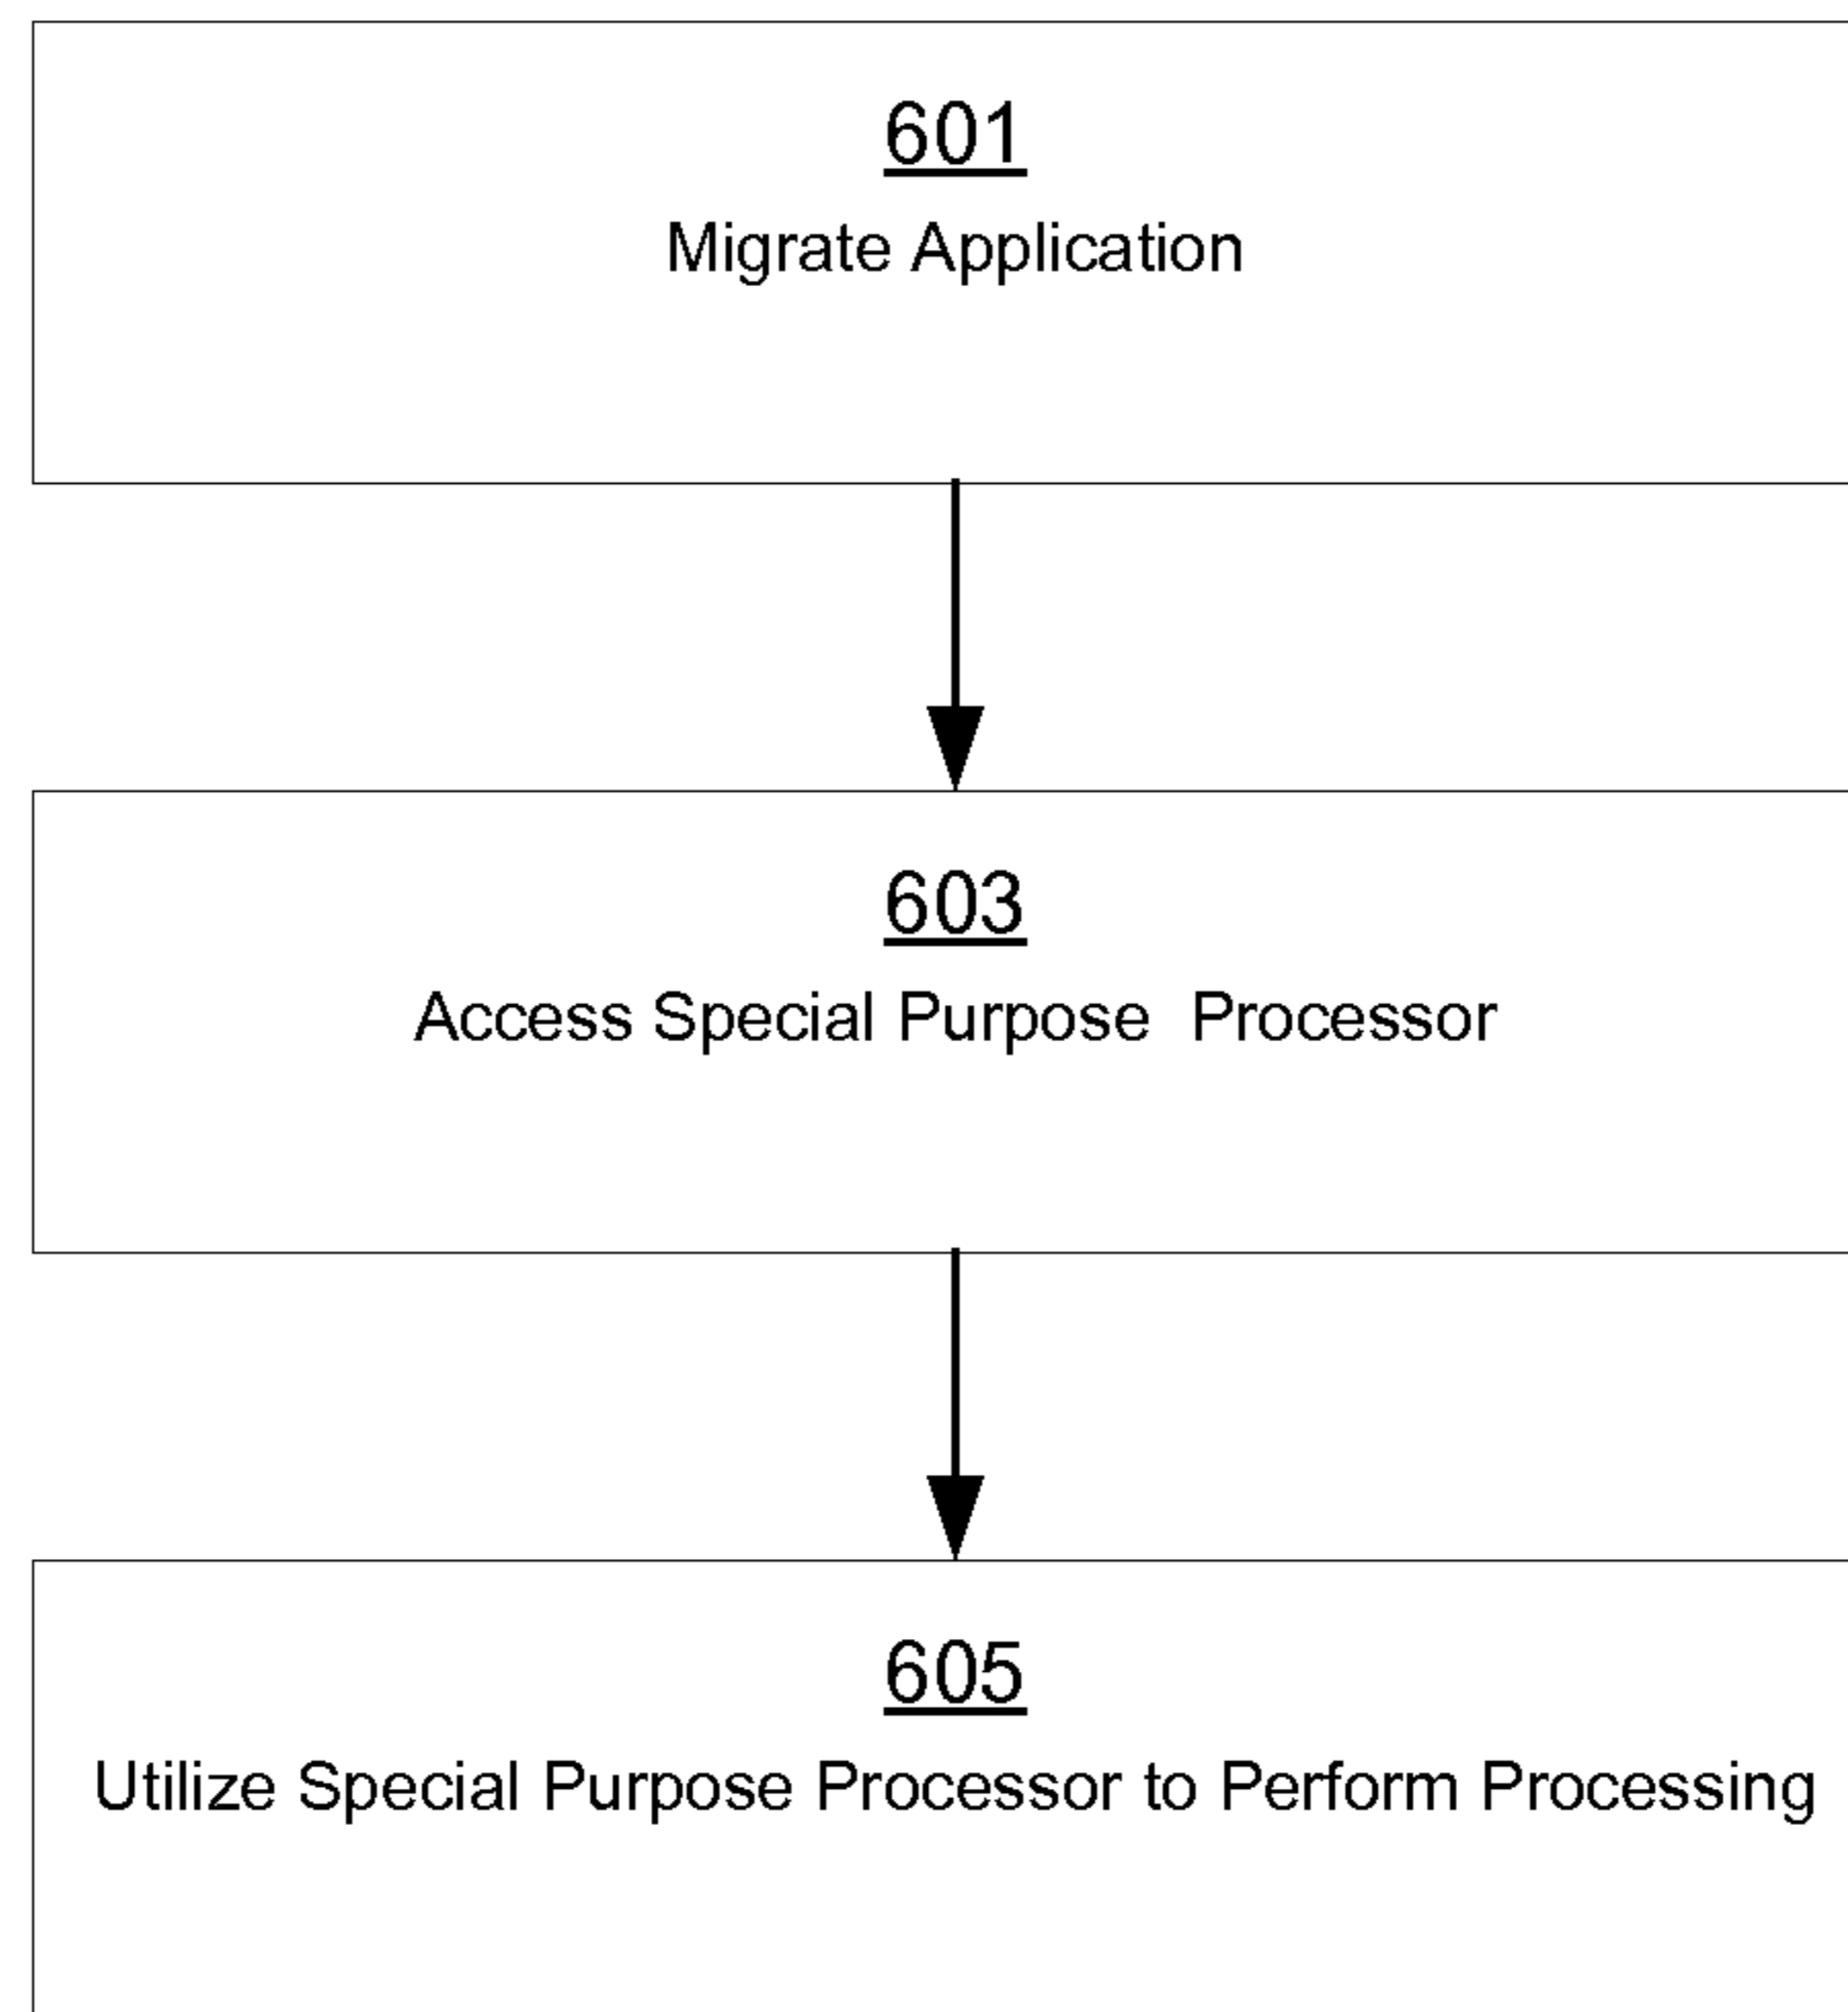 601
Migrate Application
603
Access Special Purpose  Processor
605
Utilize Special Purpose Processor to Perform Processing